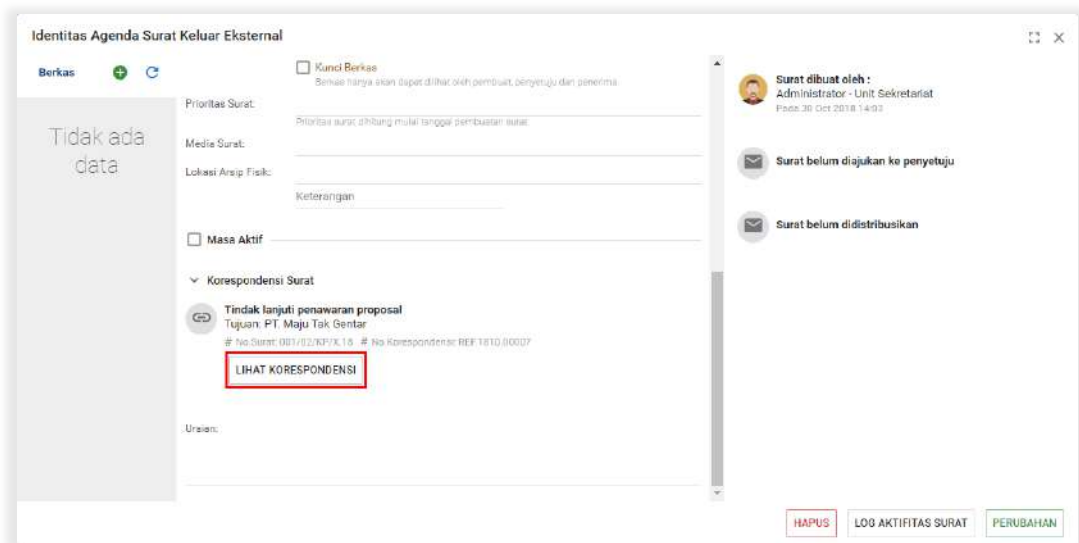 Identitas Agenda Surat Keluar Eksternal
Berkas
Tidak ada
data
Kunci Berkas
Berkas hanya akan dapat dilihat oleh pembuat, penyetuju dan penerima.
Prioritas Surat:
Prioritas surat dihitung mulai tanggal pembuatan surat.
Media Surat:
Lokasi Arsip Fisik:
Keterangan
Masa Aktif
Korespondensi Surat
Tindak lanjuti penawaran proposal
Tujuan: PT. Maju Tak Gentar
# No.Surat: 001/02/KP/X.18 # No.Korespondensi: REF.1810.00007
LIHAT KORESPONDENSI
Uraian:
Surat dibuat oleh :
Administrator - Unit Sekretariat
Pada 30 Oct 2018 14:03
Surat belum diajukan ke penyetuju
Surat belum didistribusikan
HAPUS
LOG AKTIFITAS SURAT
PERUBAHAN